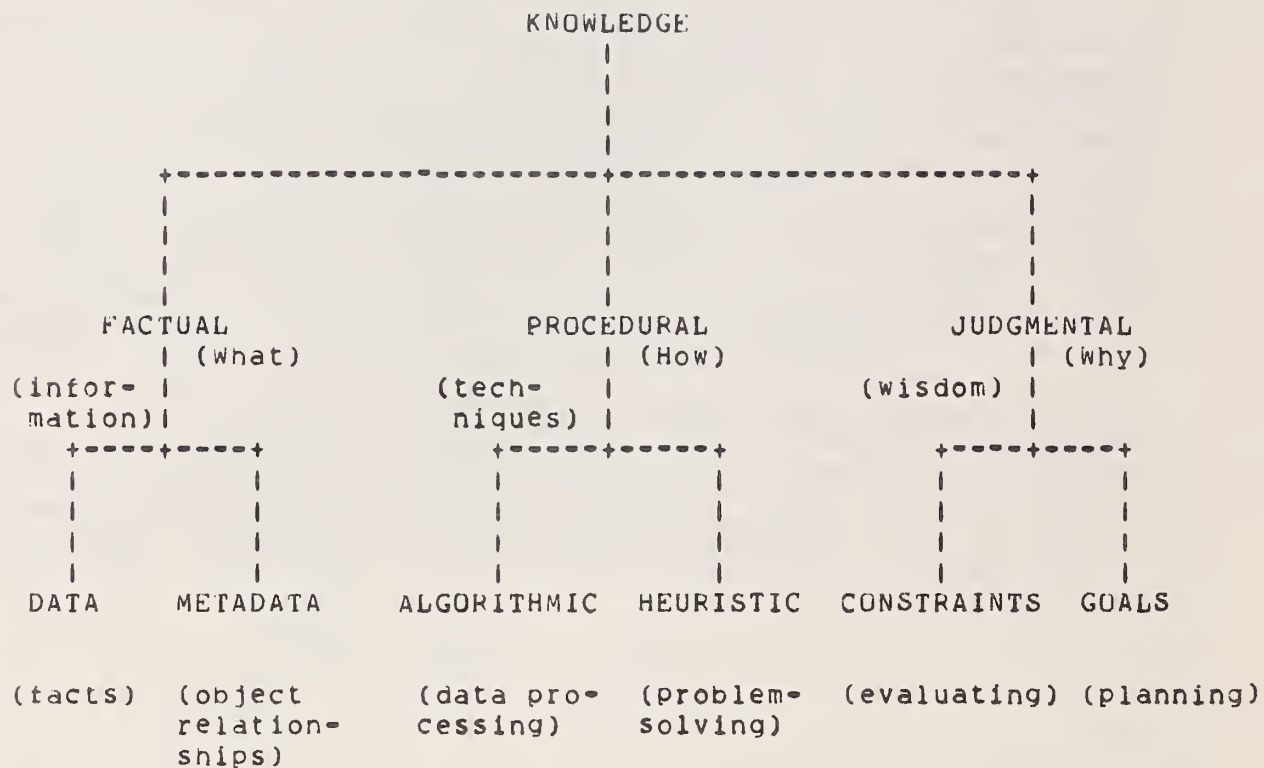 KNOWLEDGE
FACTUAL PROCEDURAL JUDGMENTAL
(What) (How) (Why)
(infor- (tech- (wisdom)
mation) niques)
DATA METADATA ALGORITHMIC HEURISTIC CONSTRAINTS GOALS
(facts) (object (data pro- (problem- (evaluating) (planning)
relation- cessing) solving)
ships)